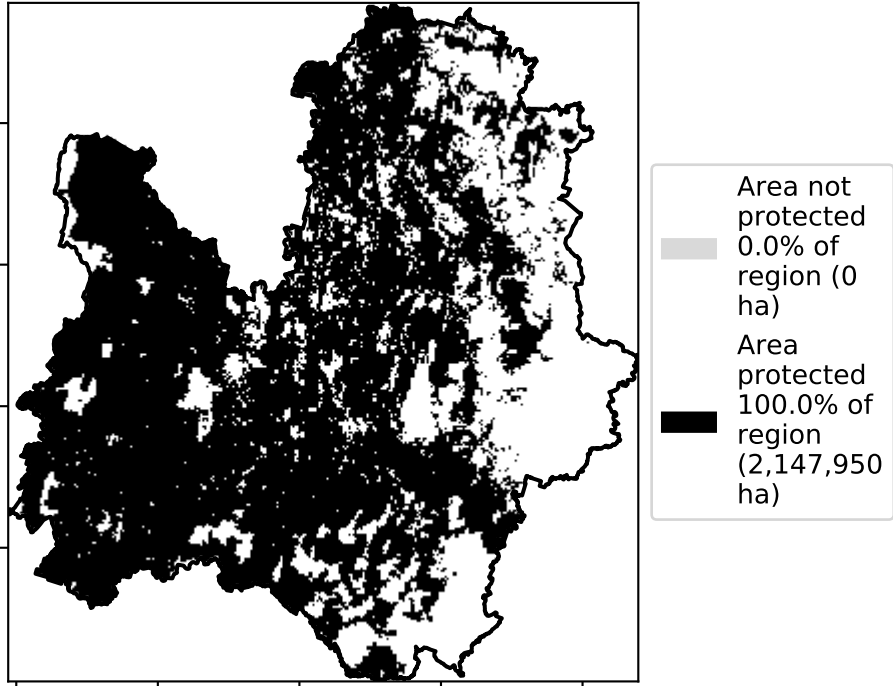 Area not
protected
0.0% of
region (0
ha)
Area
protected
100.0% of
region
(2,147,950
ha)